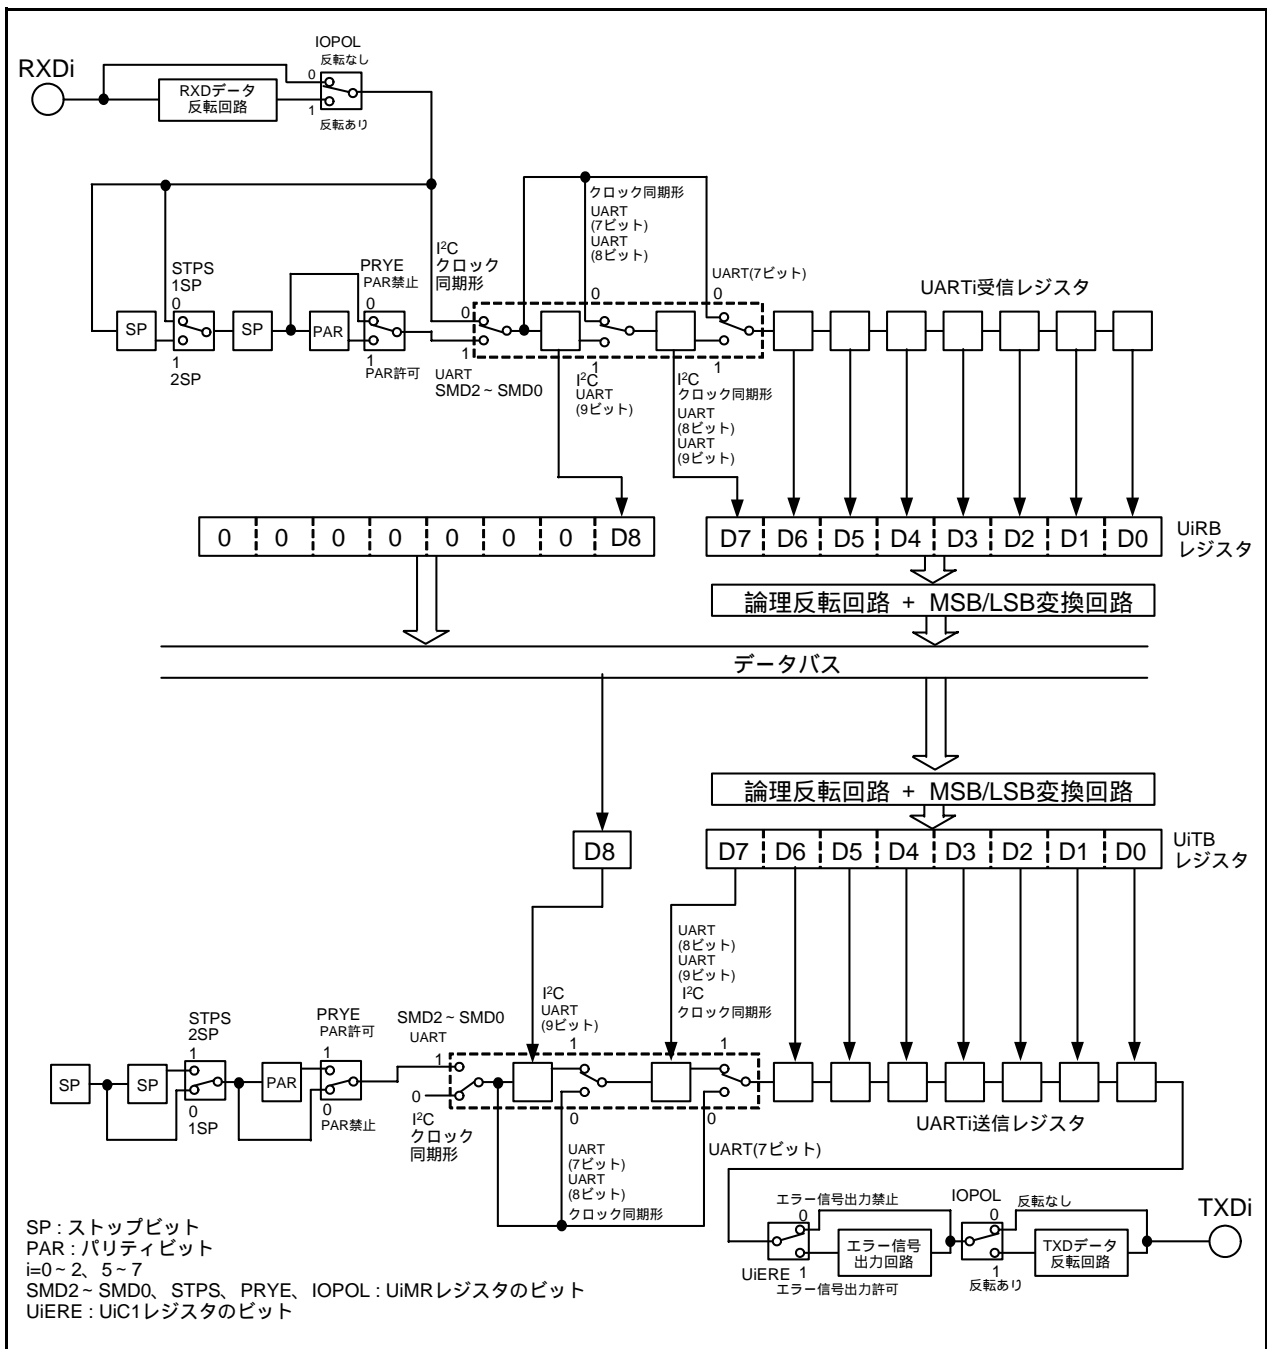 IOPOL
反転なし
RXDi
0
RXDデータ
反転回路
1
反転あり
クロック同期形
UART
(7ビット)
UART
(8ビット)
I²C
クロック
同期形
STPS
1SP
0
PRYE
PAR禁止
0
UART(7ビット)
0
0
0
UARTi受信レジスタ
SP
SP
PAR
1
2SP
1
PAR許可
1
UART
SMD2～SMD0
1
I²C
UART
(9ビット)
1
I²C
クロック同期形
UART
(8ビット)
UART
(9ビット)
0 0 0 0 0 0 0 D8
D7 D6 D5 D4 D3 D2 D1 D0
UiRB
レジスタ
論理反転回路 + MSB/LSB変換回路
データバス
論理反転回路 + MSB/LSB変換回路
D8
D7 D6 D5 D4 D3 D2 D1 D0
UiTB
レジスタ
UART
(8ビット)
UART
(9ビット)
I²C
クロック同期形
I²C
UART
(9ビット)
STPS
2SP
1
PRYE
PAR許可
1
SMD2～SMD0
UART
1
1
1
SP
SP
PAR
0
1SP
0
PAR禁止
0
I²C
クロック
同期形
0
UART
(7ビット)
UART
(8ビット)
クロック同期形
0
UART(7ビット)
UARTi送信レジスタ
エラー信号出力禁止
0
IOPOL
0
反転なし
TXDi
エラー信号
出力回路
TXDデータ
反転回路
UiERE 1
エラー信号出力許可
1
反転あり
SP : ストップビット
PAR : パリティビット
i=0～2、5～7
SMD2～SMD0、STPS、PRYE、IOPOL : UiMRレジスタのビット
UiERE : UiC1レジスタのビット